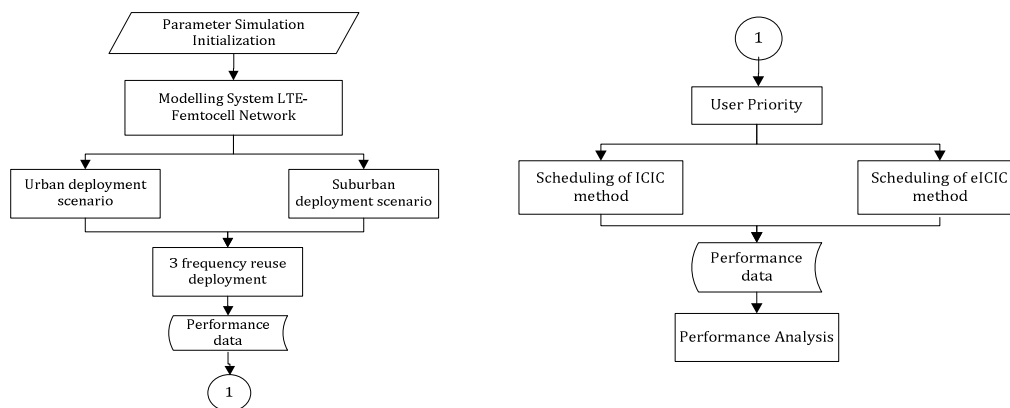 Parameter Simulation
Initialization
Modelling System LTE-
Femtocell Network
Urban deployment
scenario
Suburban
deployment scenario
3 frequency reuse
deployment
Performance
data
1
1
User Priority
Scheduling of ICIC
method
Scheduling of eICIC
method
Performance
data
Performance Analysis